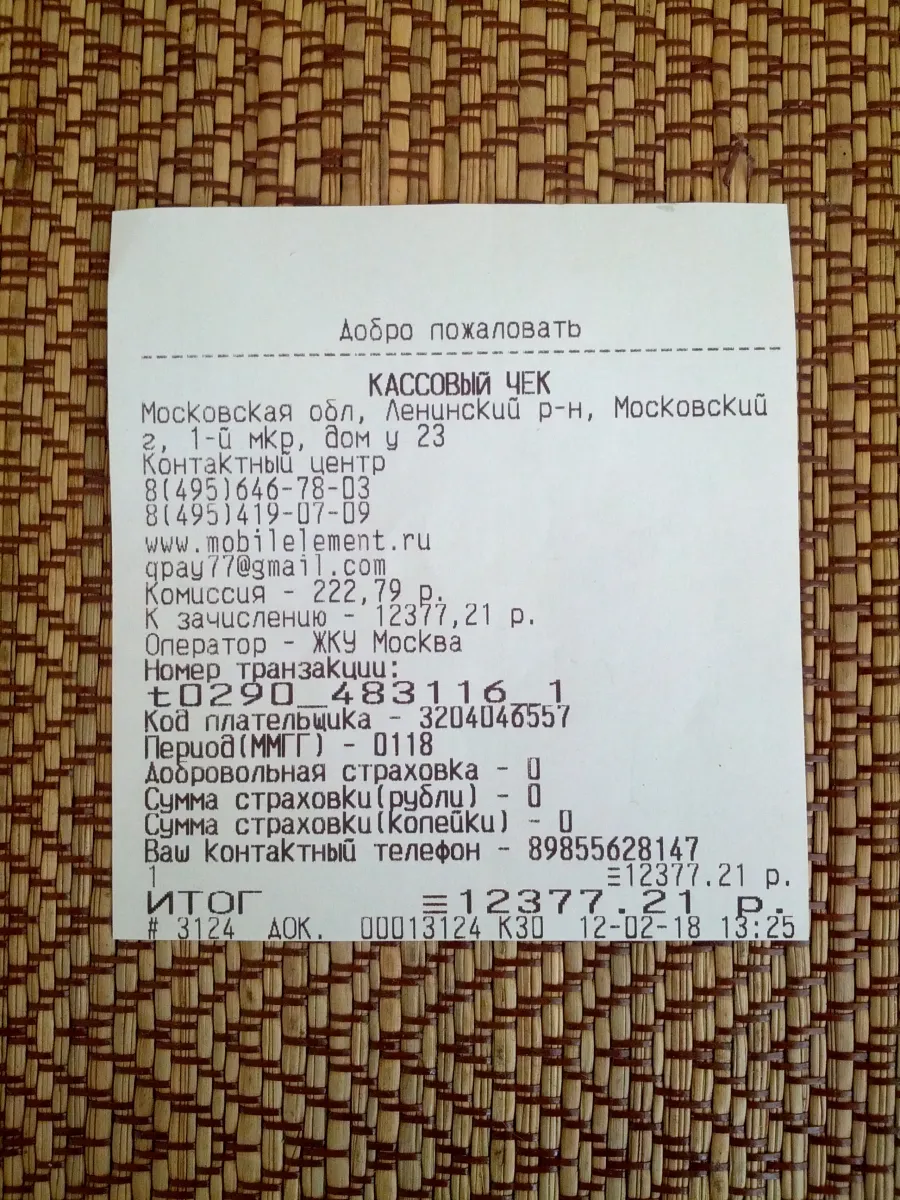 Добро пожаловать
КАССОВЫЙ ЧЕК
Московская обл, Ленинский р-н, Московский
г, 1-й мкр, дом у 23
Контактный центр
8(495)646-78-03
8(495)419-07-09
www.mobilelement.ru
qpay77@gmail.com
Комиссия - 222,79 р.
К зачислению - 12377,21 р.
Оператор - ЖКУ Москва
Номер транзакции:
t0290_483116_1
Код плательщика - 3204046557
Период(ММГГ) - 0118
Добровольная страховка - 0
Сумма страховки(рубли) - 0
Сумма страховки(копейки) - 0
Ваш контактный телефон - 89855628147
1 ≡12377.21 р.
ИТОГ ≡12377.21 р.
# 3124 ДОК. 00013124 К30 12-02-18 13:25